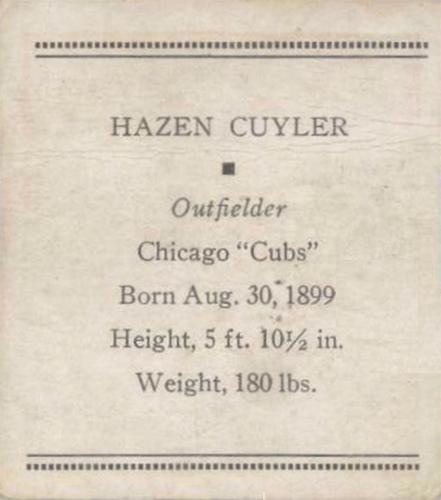 HAZEN CUYLER
Outfielder
Chicago “Cubs”
Born Aug. 30, 1899
Height, 5 ft. 10½ in.
Weight, 180 lbs.